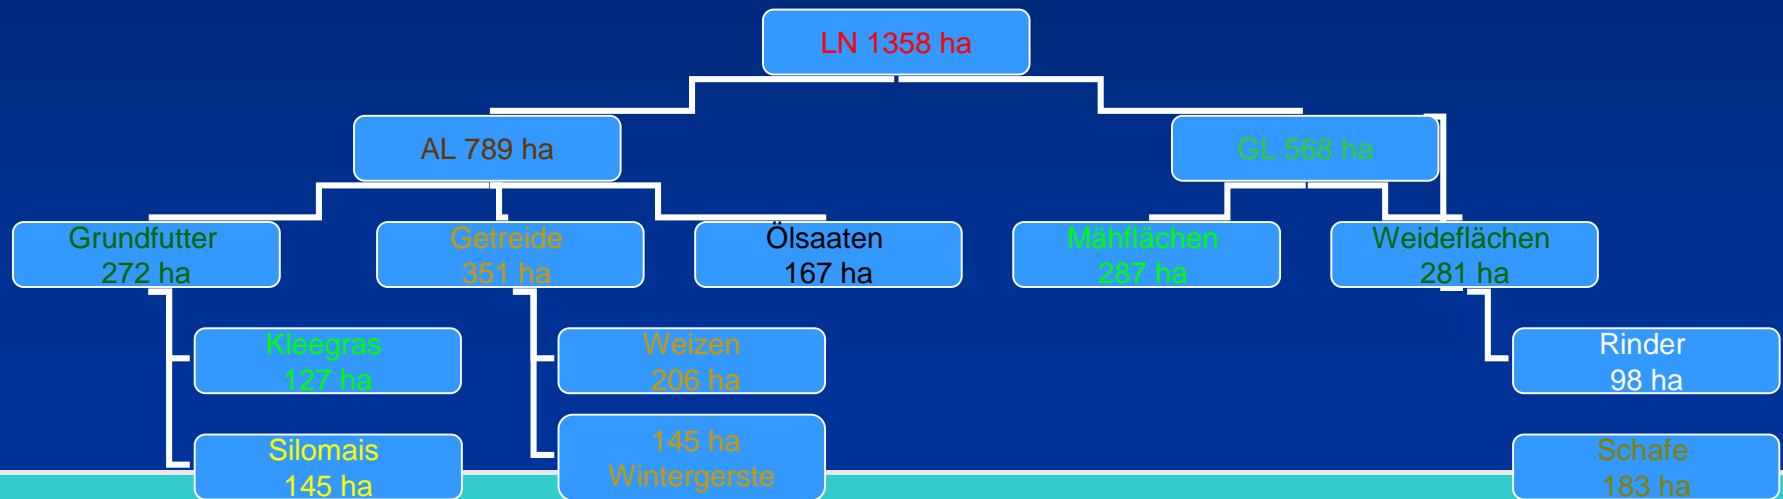 LN 1358 ha
AL 789 ha
GL 568 ha
Grundfutter
272 ha
Getreide
351 ha
Ölsaaten
167 ha
Mähflächen
287 ha
Weideflächen
281 ha
Kleegras
127 ha
Weizen
206 ha
Rinder
98 ha
Silomais
145 ha
145 ha
Wintergerste
Schafe
183 ha